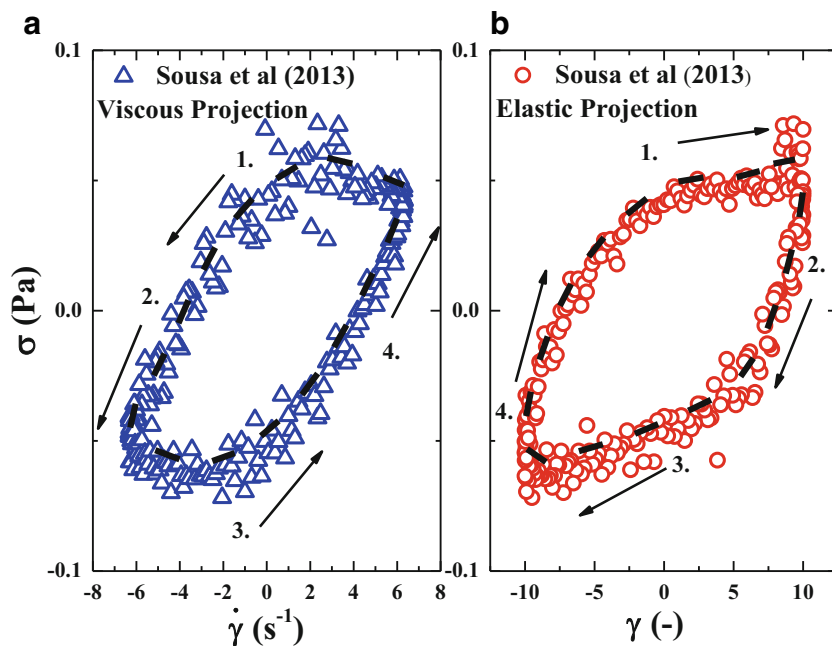 a
b
0.1
0.1
Sousa et al (2013)
Sousa et al (2013)
Viscous Projection
Elastic Projection
1.
1.
2.
2.
0.0
0.0
4.
4.
3.
3.
-0.1
-0.1
σ (Pa)
-8 -6 -4 -2 0 2 4 6 8
-10 -5 0 5 10
γ̇ (s⁻¹)
γ (-)